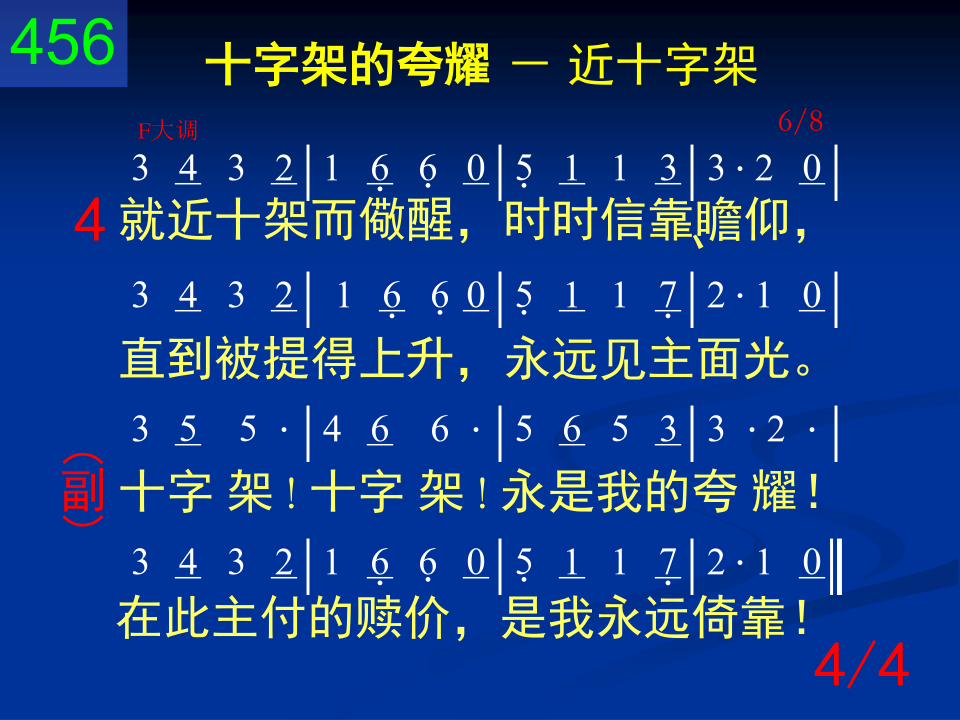 456
十字架的夸耀 － 近十字架
F大调 6/8
3 4 3 2|1 6 6 0|5 1 1 3|3·2 0|
4 就近十架而儆醒，时时信靠、瞻仰，
3 4 3 2|1 6 6 0|5 1 1 7|2·1 0|
直到被提得上升，永远见主面光。
3 5 5 ·|4 6 6 ·|5 6 5 3|3 ·2 ·|
（副） 十字 架！十字 架！永是我的夸 耀！
3 4 3 2|1 6 6 0|5 1 1 7|2·1 0‖
在此主付的赎价，是我永远倚靠！
4/4